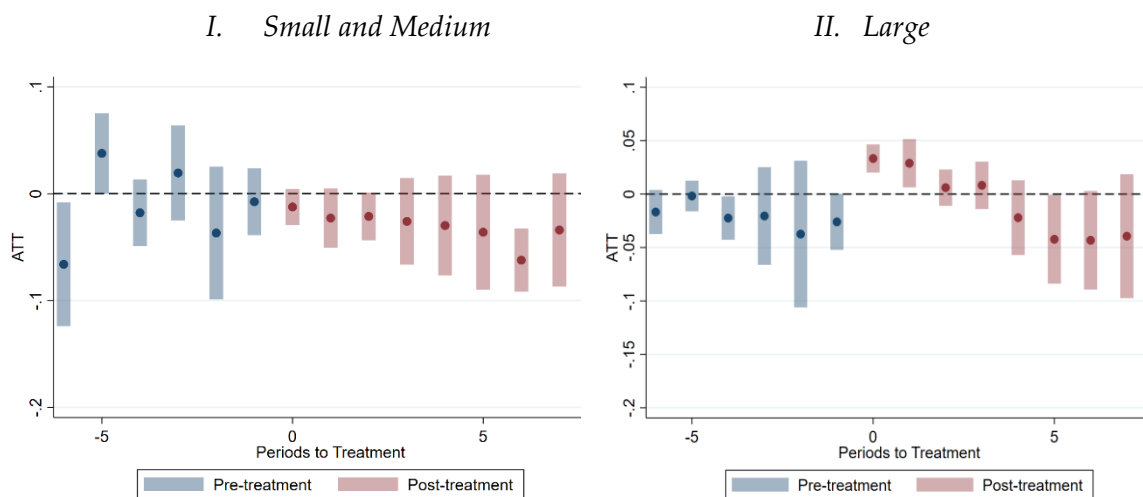 I. Small and Medium
II. Large
.1
0
-.1
-.2
ATT
-5
0
5
Periods to Treatment
Pre-treatment
Post-treatment
.1
.05
0
-.05
-.1
-.15
-.2
ATT
-5
0
5
Periods to Treatment
Pre-treatment
Post-treatment